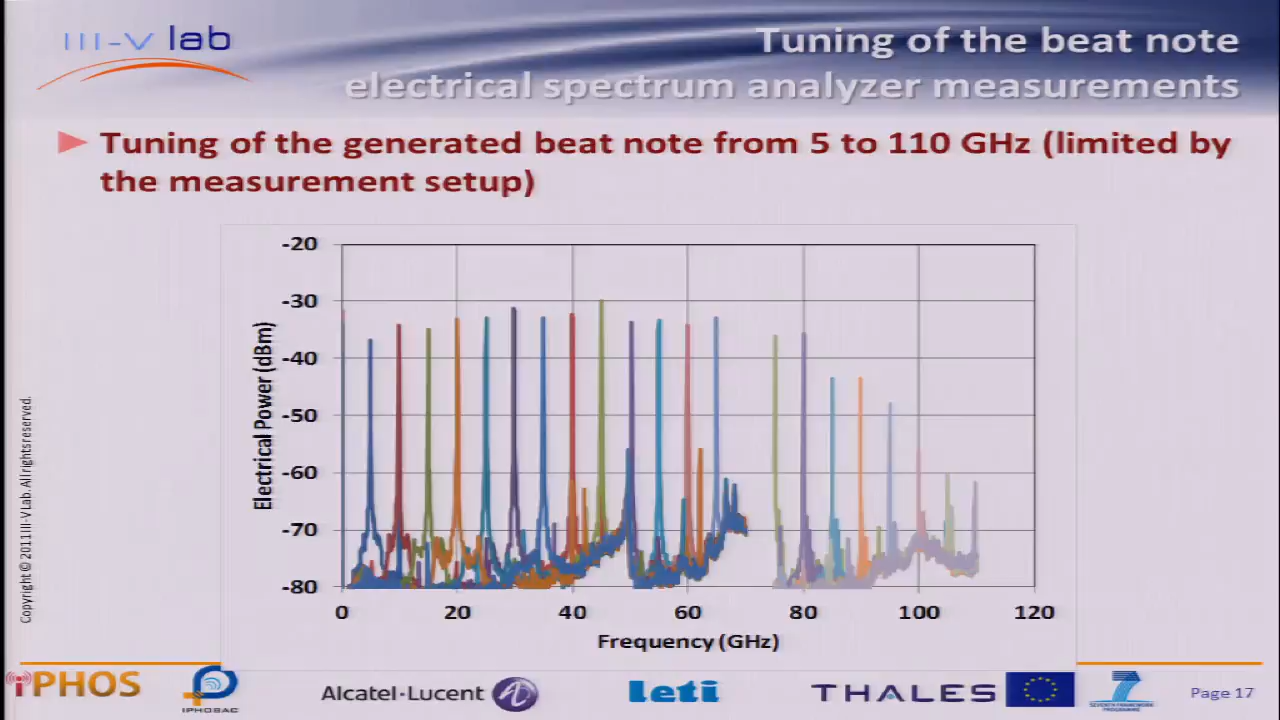 III-V lab
Tuning of the beat note
electrical spectrum analyzer measurements
Tuning of the generated beat note from 5 to 110 GHz (limited by
the measurement setup)
-20
-30
-40
-50
-60
-70
-80
Electrical Power (dBm)
0 20 40 60 80 100 120
Frequency (GHz)
Copyright © 2011 III-V Lab. All rights reserved.
iPHOS
IPHOBAC
Alcatel·Lucent
leti
THALES
SEVENTH FRAMEWORK
PROGRAMME
Page 17